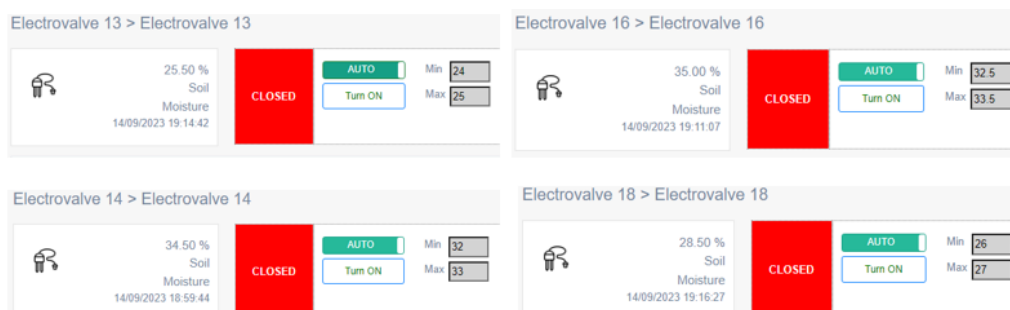 Electrovalve 13 > Electrovalve 13
25.50 %
Soil
Moisture
14/09/2023 19:14:42
CLOSED
AUTO
Turn ON
Min 24
Max 25
Electrovalve 16 > Electrovalve 16
35.00 %
Soil
Moisture
14/09/2023 19:11:07
CLOSED
AUTO
Turn ON
Min 32.5
Max 33.5
Electrovalve 14 > Electrovalve 14
34.50 %
Soil
Moisture
14/09/2023 18:59:44
CLOSED
AUTO
Turn ON
Min 32
Max 33
Electrovalve 18 > Electrovalve 18
28.50 %
Soil
Moisture
14/09/2023 19:16:27
CLOSED
AUTO
Turn ON
Min 26
Max 27